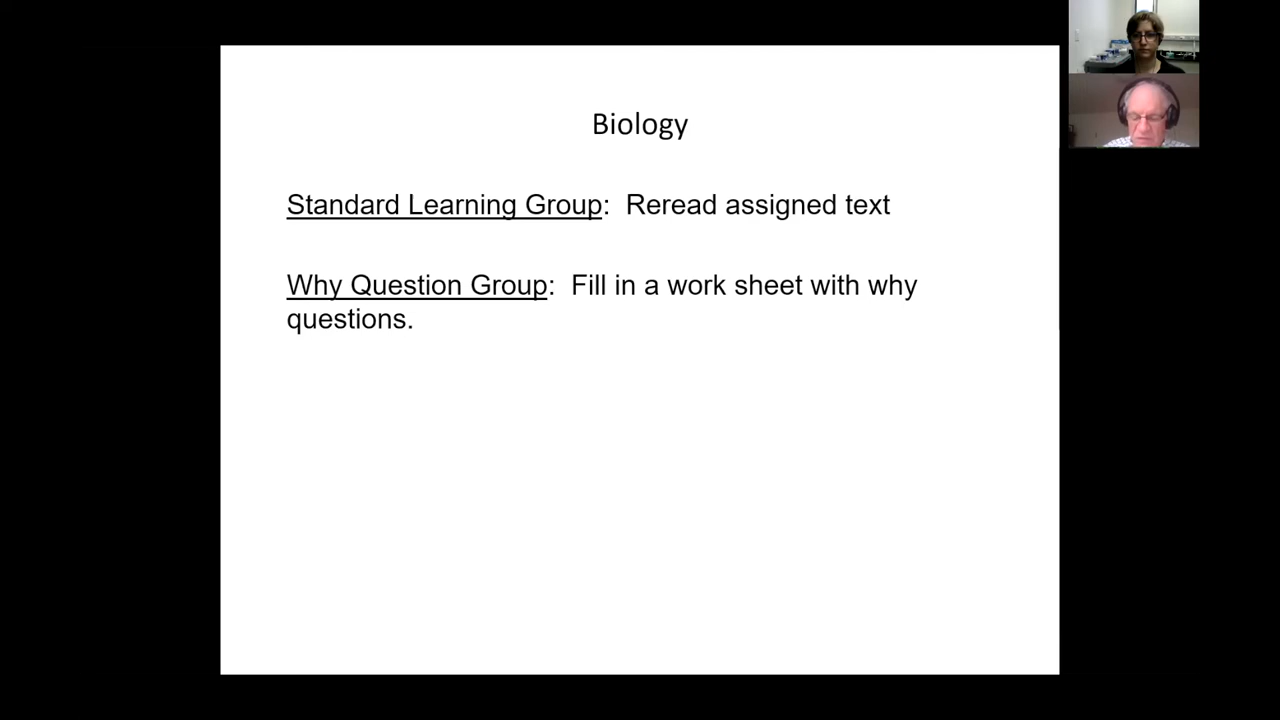 Biology
Standard Learning Group:  Reread assigned text
Why Question Group:  Fill in a work sheet with why
questions.